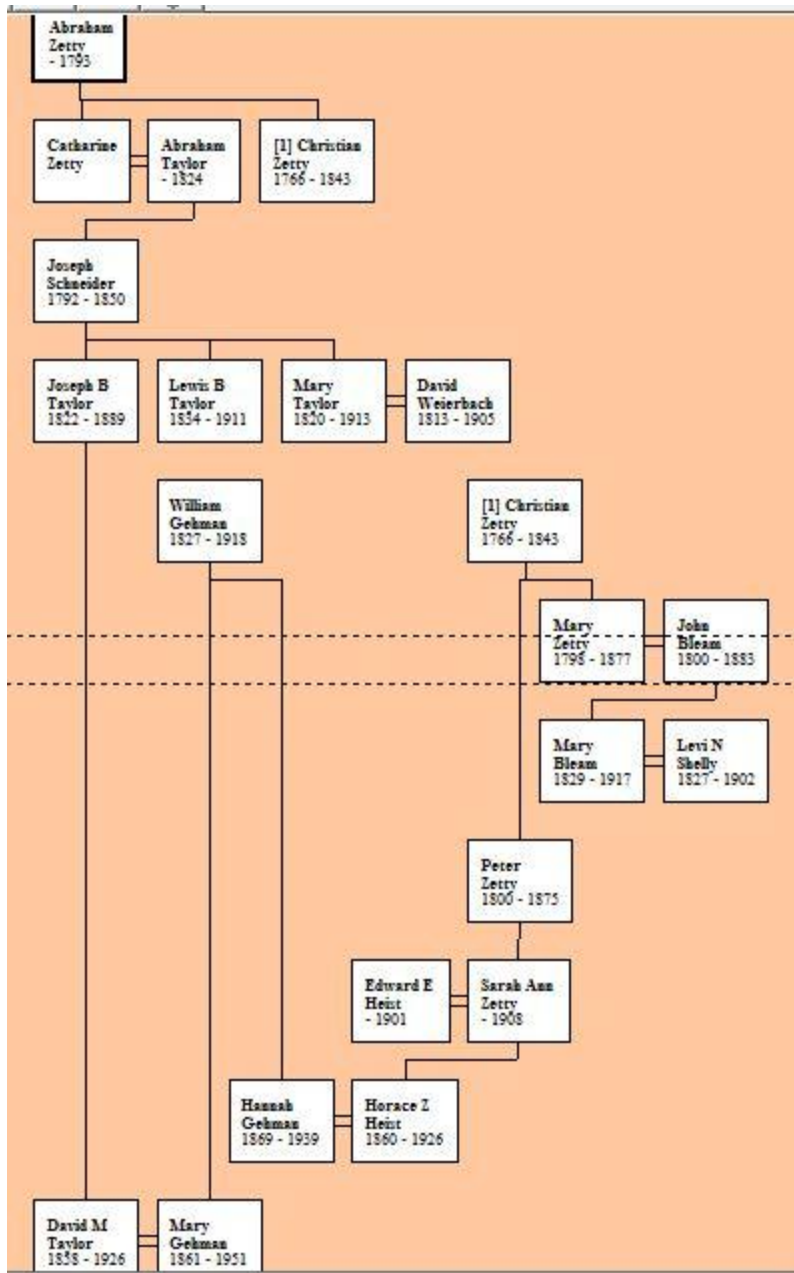 Abraham
Zetty
- 1793
Catharine
Zetty
Abraham
Taylor
- 1824
[1] Christian
Zetty
1766 - 1843
Joseph
Schneider
1792 - 1850
Joseph B
Taylor
1822 - 1889
Lewis B
Taylor
1834 - 1911
Mary
Taylor
1820 - 1913
David
Weierbach
1813 - 1905
William
Gehman
1827 - 1918
[1] Christian
Zetty
1766 - 1843
Mary
Zetty
1798 - 1877
John
Bleam
1800 - 1883
Mary
Bleam
1829 - 1917
Levi N
Shelly
1827 - 1902
Peter
Zetty
1800 - 1875
Edward E
Heist
- 1901
Sarah Ann
Zetty
- 1908
Hannah
Gehman
1869 - 1939
Horace Z
Heist
1860 - 1926
David M
Taylor
1858 - 1926
Mary
Gehman
1861 - 1951